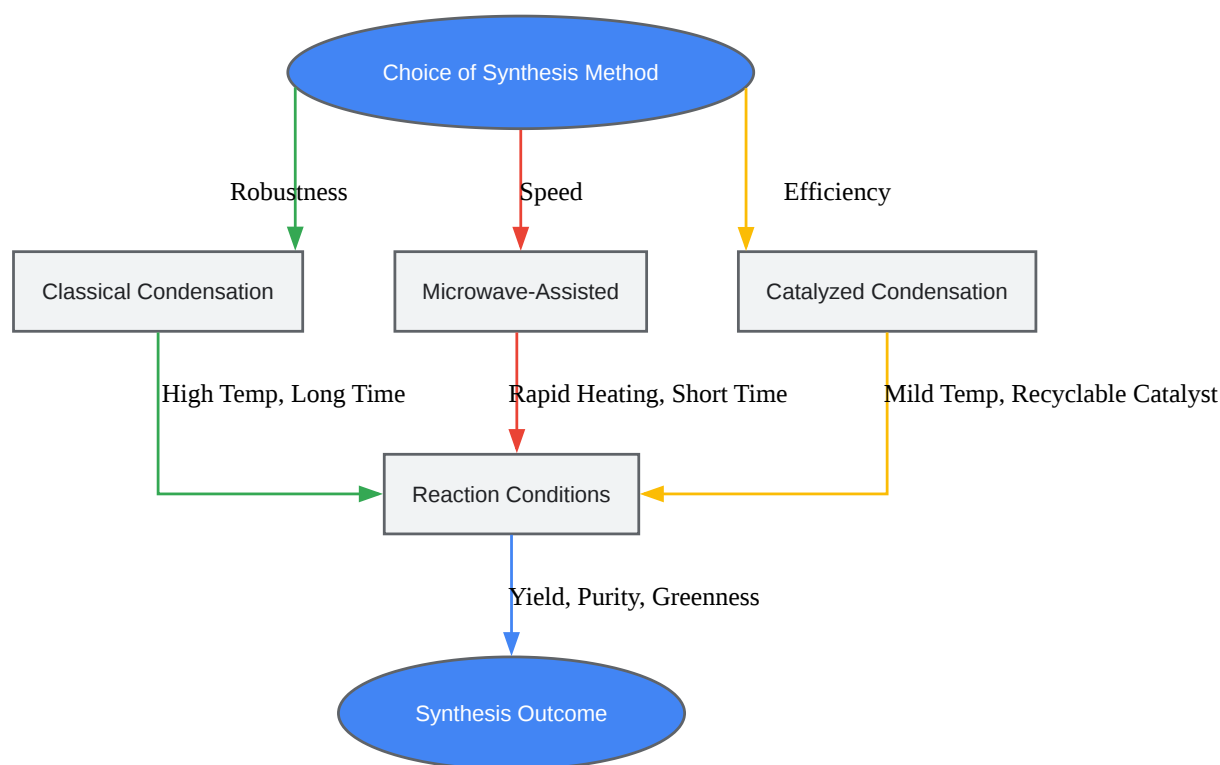 Choice of Synthesis Method
Robustness
Speed
Efficiency
Classical Condensation
Microwave-Assisted
Catalyzed Condensation
High Temp, Long Time
Rapid Heating, Short Time
Mild Temp, Recyclable Catalyst
Reaction Conditions
Yield, Purity, Greenness
Synthesis Outcome